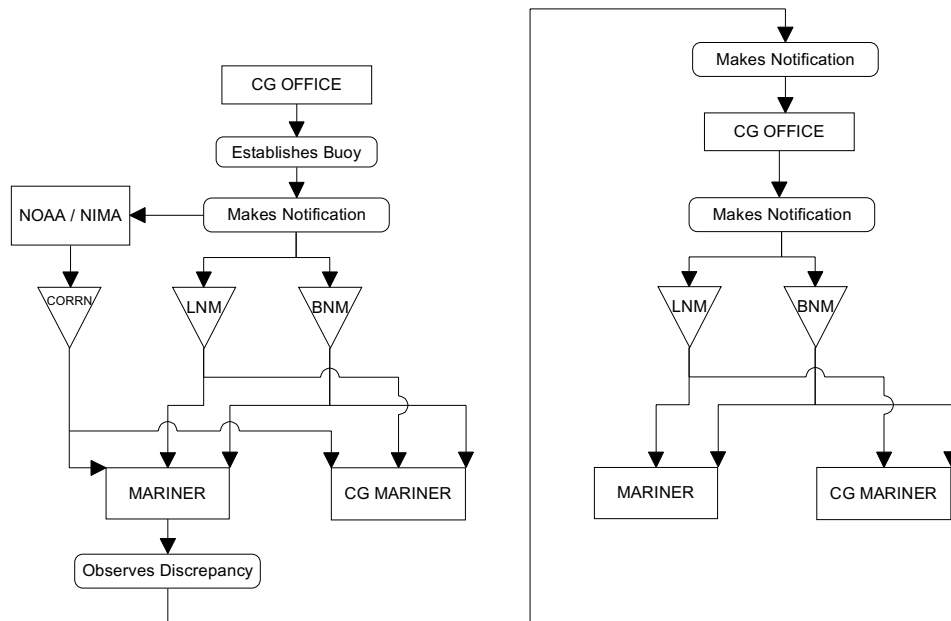 CG OFFICE
Establishes Buoy
Makes Notification
NOAA / NIMA
CORRN
LNM
BNM
MARINER
CG MARINER
Observes Discrepancy
Makes Notification
CG OFFICE
Makes Notification
LNM
BNM
MARINER
CG MARINER